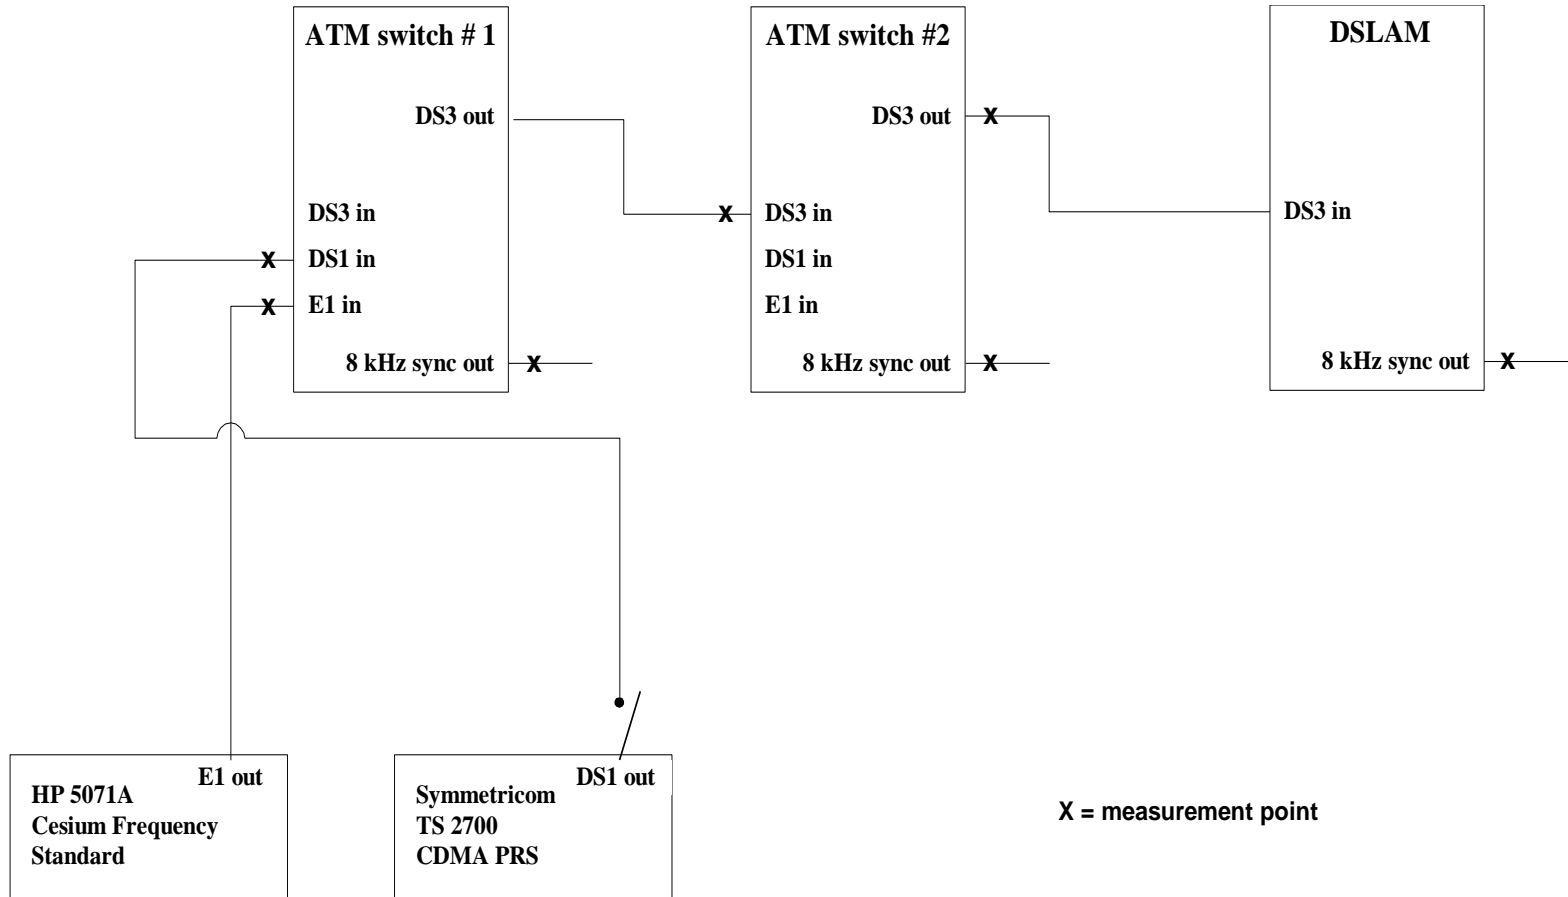 ATM switch # 1
DS3 out
DS3 in
X
DS1 in
X
E1 in
8 kHz sync out
X
ATM switch #2
DS3 out
X
X
DS3 in
DS1 in
E1 in
8 kHz sync out
X
DSLAM
DS3 in
8 kHz sync out
X
E1 out
HP 5071A
Cesium Frequency
Standard
DS1 out
Symmetricom
TS 2700
CDMA PRS
X = measurement point